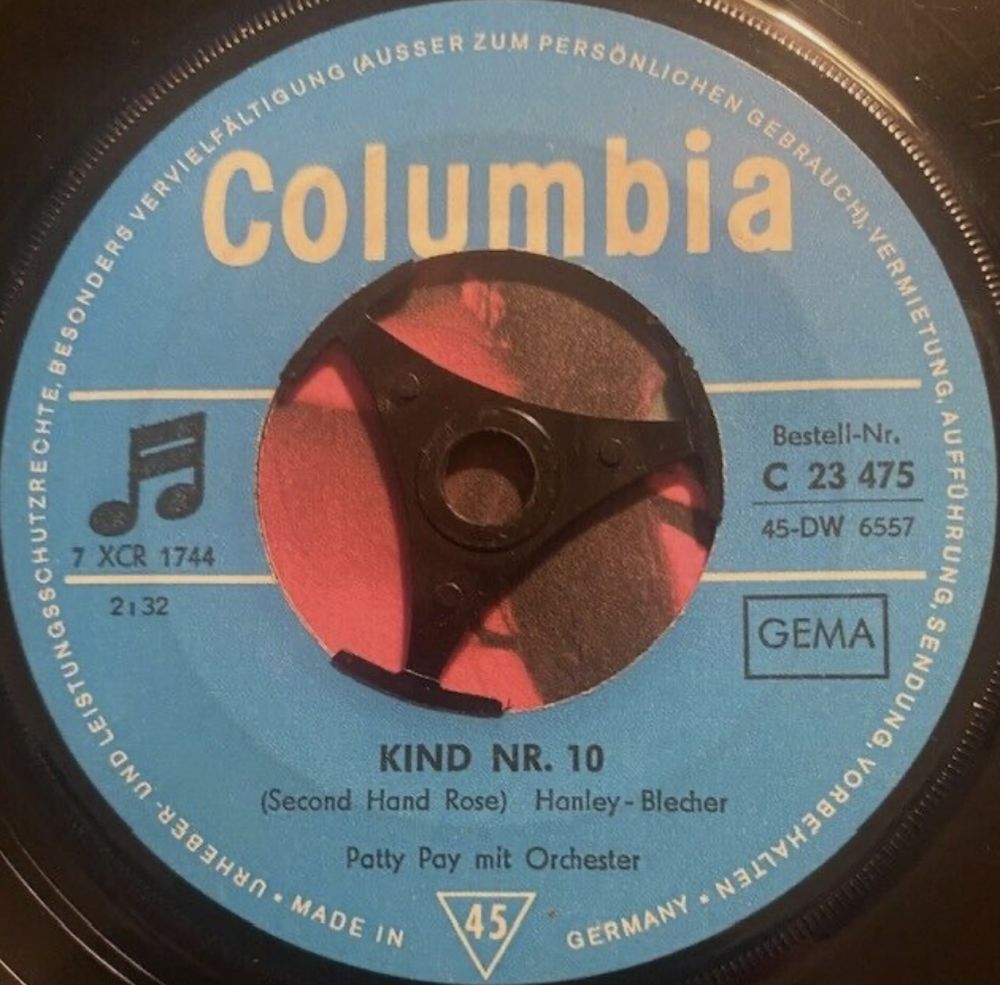 URHEBER- UND LEISTUNGSSCHUTZRECHTE, BESONDERS VERVIELFÄLTIGUNG (AUSSER ZUM PERSÖNLICHEN GEBRAUCH), VERMIETUNG, AUFFÜHRUNG, SENDUNG, VORBEHALTEN •
Columbia
7 XCR 1744
2:32
Bestell-Nr.
C 23 475
45-DW 6557
GEMA
KIND NR. 10
(Second Hand Rose) Hanley-Blecher
Patty Pay mit Orchester
• MADE IN 45 GERMANY